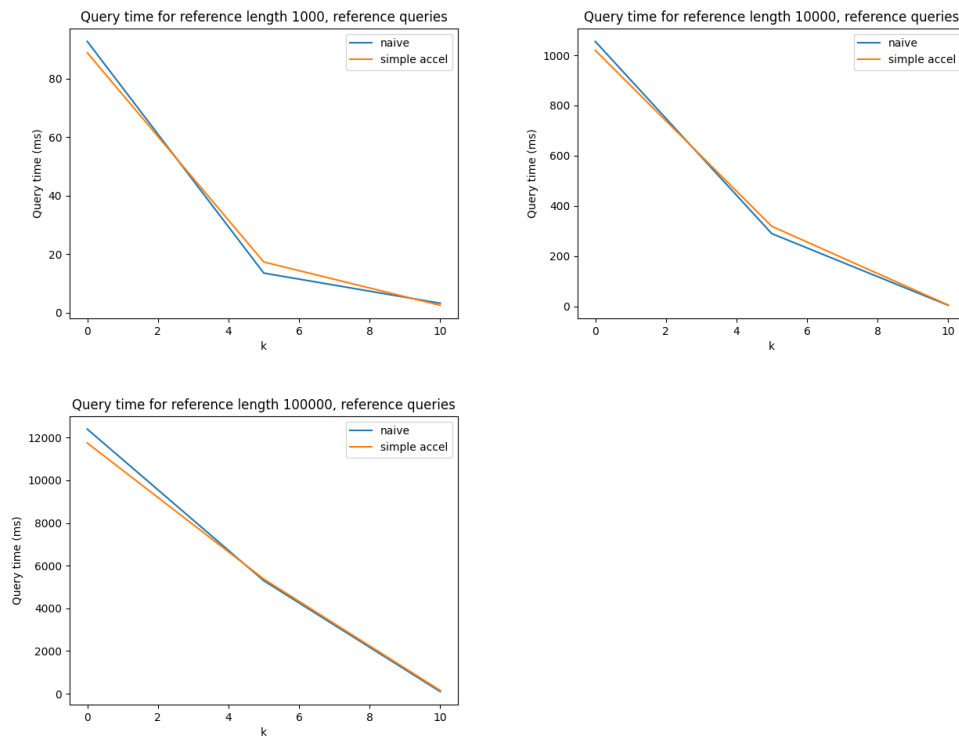 Query time for reference length 1000, reference queries
naive
simple accel
80
60
40
20
0
Query time (ms)
0 2 4 6 8 10
k
Query time for reference length 10000, reference queries
naive
simple accel
1000
800
600
400
200
0
Query time (ms)
0 2 4 6 8 10
k
Query time for reference length 100000, reference queries
naive
simple accel
12000
10000
8000
6000
4000
2000
0
Query time (ms)
0 2 4 6 8 10
k